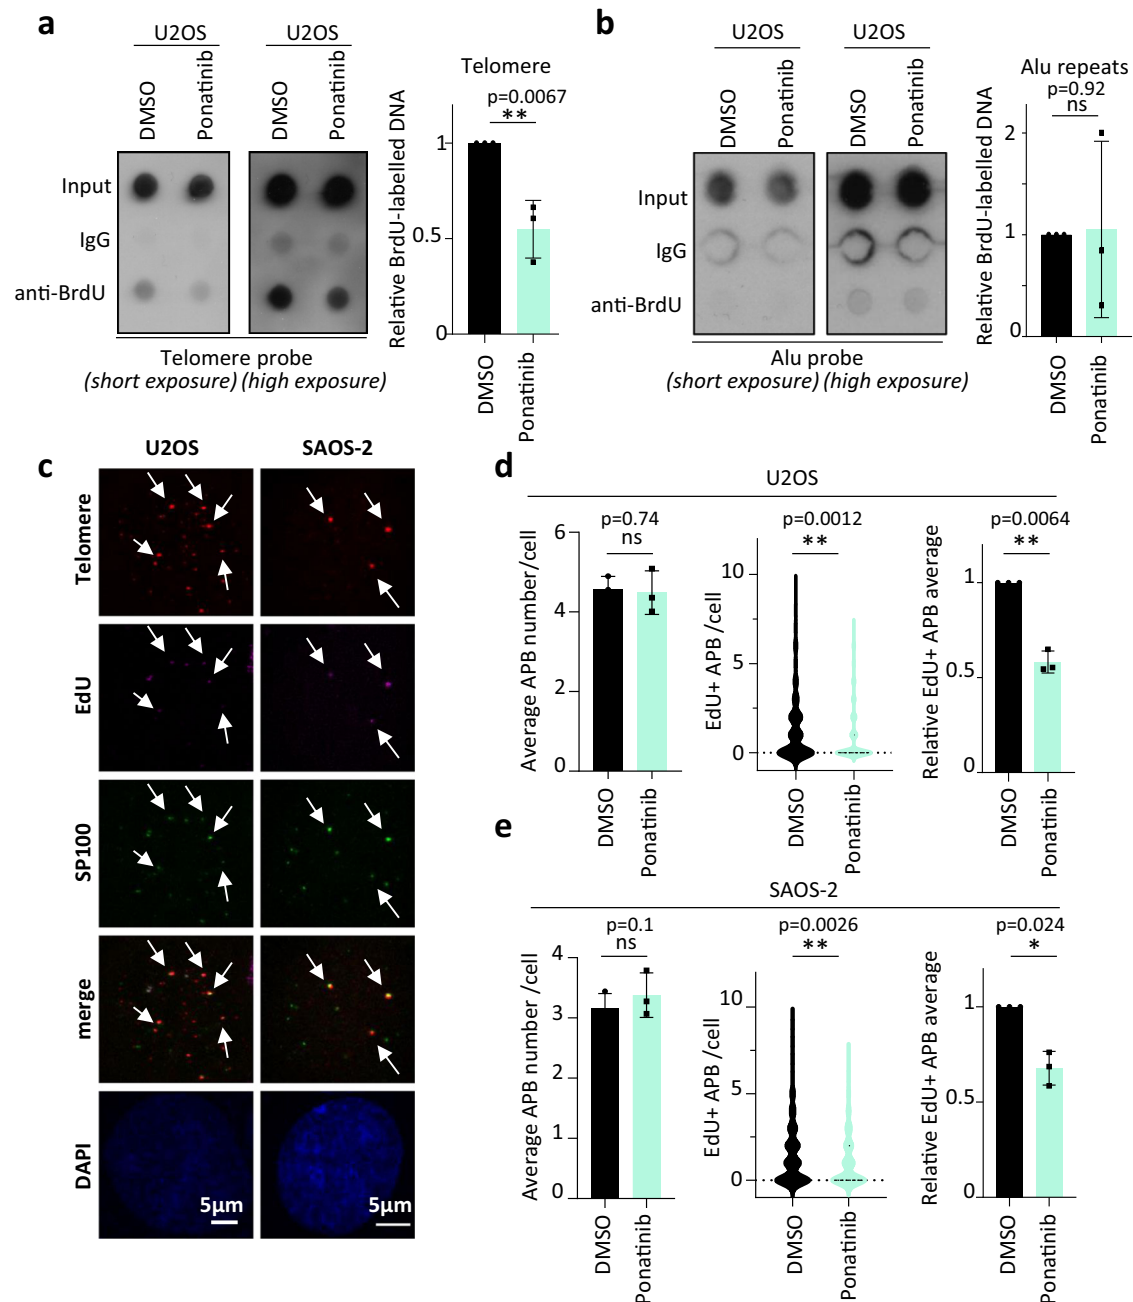 a
U2OS
U2OS
DMSO
Ponatinib
DMSO
Ponatinib
Input
IgG
anti-BrdU
Telomere probe
(short exposure) (high exposure)
Telomere
p=0.0067
**
Relative BrdU-labelled DNA
1
0.5
0
DMSO
Ponatinib
b
U2OS
U2OS
DMSO
Ponatinib
DMSO
Ponatinib
Input
IgG
anti-BrdU
Alu probe
(short exposure) (high exposure)
Alu repeats
p=0.92
ns
Relative BrdU-labelled DNA
2
1
0
DMSO
Ponatinib
c
U2OS
SAOS-2
Telomere
EdU
SP100
merge
DAPI
5μm
5μm
d
U2OS
p=0.74
ns
Average APB number/cell
6
4
2
0
DMSO
Ponatinib
p=0.0012
**
EdU+ APB /cell
10
5
0
DMSO
Ponatinib
p=0.0064
**
Relative EdU+ APB average
1
0.5
0
DMSO
Ponatinib
e
SAOS-2
p=0.1
ns
Average APB number /cell
4
3
2
1
0
DMSO
Ponatinib
p=0.0026
**
EdU+ APB /cell
10
5
0
DMSO
Ponatinib
p=0.024
*
Relative EdU+ APB average
1
0.5
0
DMSO
Ponatinib